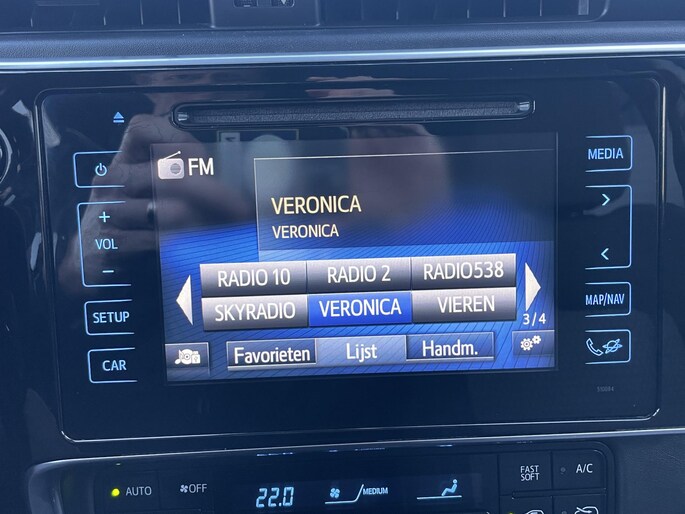 MEDIA
FM
VERONICA
VOL
VERONICA
RADIO 10 RADIO 2 RADIO538
SKYRADIO VERONICA VIEREN
MAP/NAV
SETUP
3/4
Favorieten Lijst Handm.
CAR
AUTO OFF 22.0 MEDIUM FAST SOFT A/C